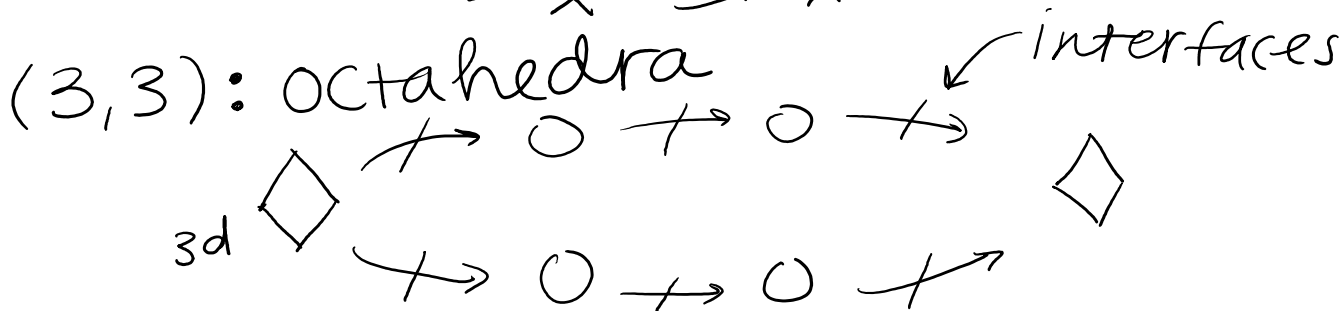 interfaces
(3,3): octahedra
3d